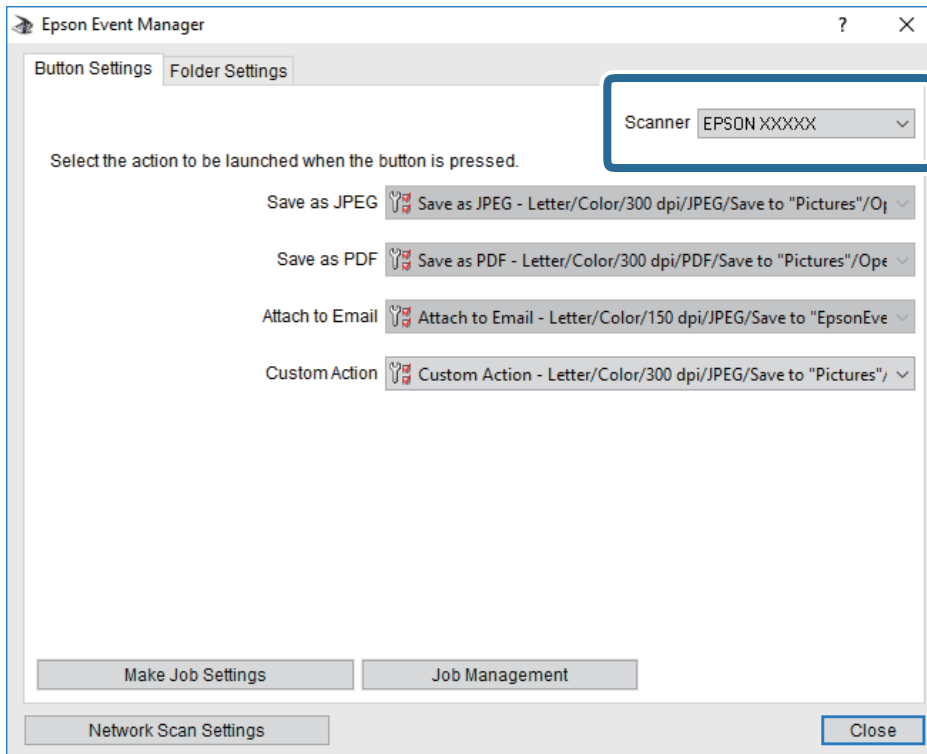 Epson Event Manager
Button Settings Folder Settings
Scanner EPSON XXXXX
Select the action to be launched when the button is pressed.
Save as JPEG Save as JPEG - Letter/Color/300 dpi/JPEG/Save to "Pictures"/Op
Save as PDF Save as PDF - Letter/Color/300 dpi/PDF/Save to "Pictures"/Ope
Attach to Email Attach to Email - Letter/Color/150 dpi/JPEG/Save to "EpsonEve
Custom Action Custom Action - Letter/Color/300 dpi/JPEG/Save to "Pictures"/
Make Job Settings Job Management
Network Scan Settings Close